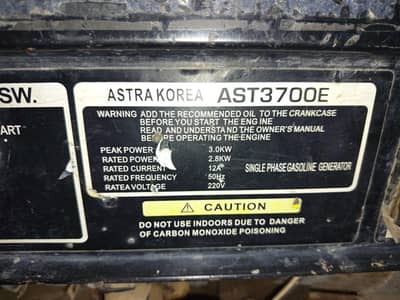 SW.
ART
ASTRA KOREA AST3700E
WARNING ADD THE RECOMMENDED OIL TO THE CRANKCASE
BEFORE YOU START THE ENGINE
READ AND UNDERSTAND THE OWNER'S MANUAL
BEFORE OPERATING THE ENGINE
PEAK POWER 3.0KW
RATED POWER 2.8KW
RATED CURRENT 12A
RATED FREQUENCY 50Hz
RATEA VOLTAGE 220V
SINGLE PHASE GASOLINE GENERATOR
CAUTION
DO NOT USE INDOORS DUE TO DANGER
OF CARBON MONOXIDE POISONING